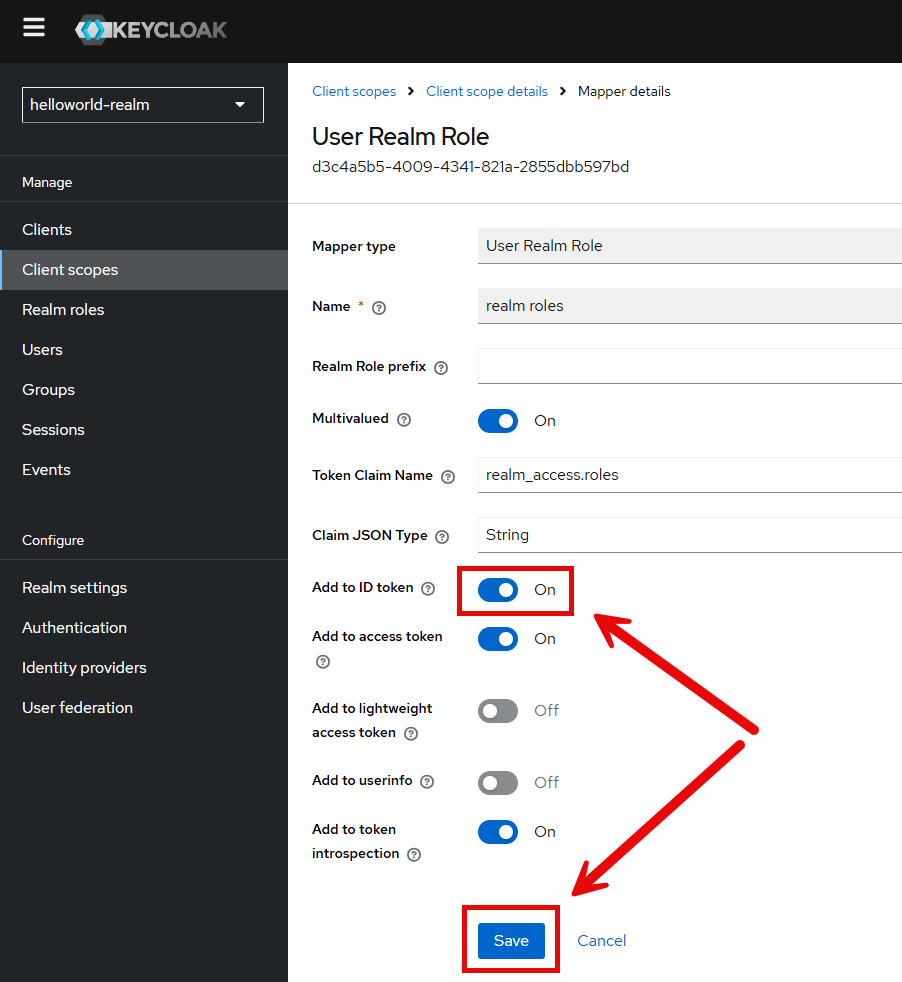 KEYCLOAK
helloworld-realm
Manage
Clients
Client scopes
Realm roles
Users
Groups
Sessions
Events
Configure
Realm settings
Authentication
Identity providers
User federation
Client scopes > Client scope details > Mapper details
User Realm Role
d3c4a5b5-4009-4341-821a-2855dbb597bd
Mapper type User Realm Role
Name * ? realm roles
Realm Role prefix ?
Multivalued ? On
Token Claim Name ? realm_access.roles
Claim JSON Type ? String
Add to ID token ? On
Add to access token ? On
Add to lightweight
access token ? Off
Add to userinfo ? Off
Add to token
introspection ? On
Save Cancel